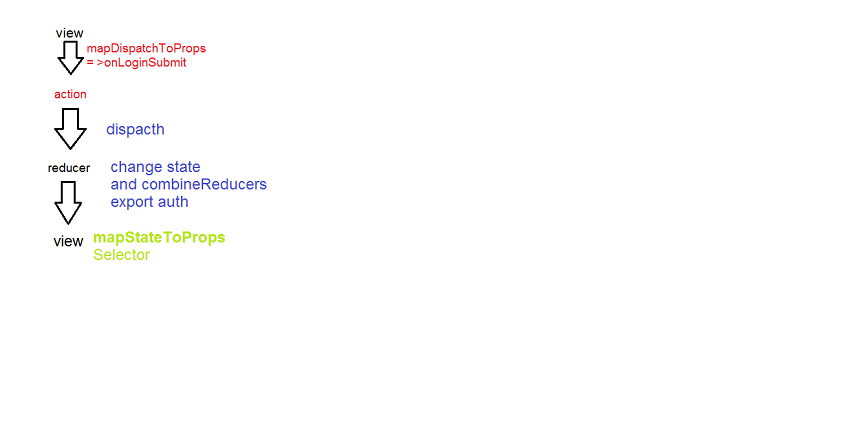 view
mapDispatchToProps
= >onLoginSubmit
action
dispacth
reducer
change state
and combineReducers
export auth
view
mapStateToProps
Selector